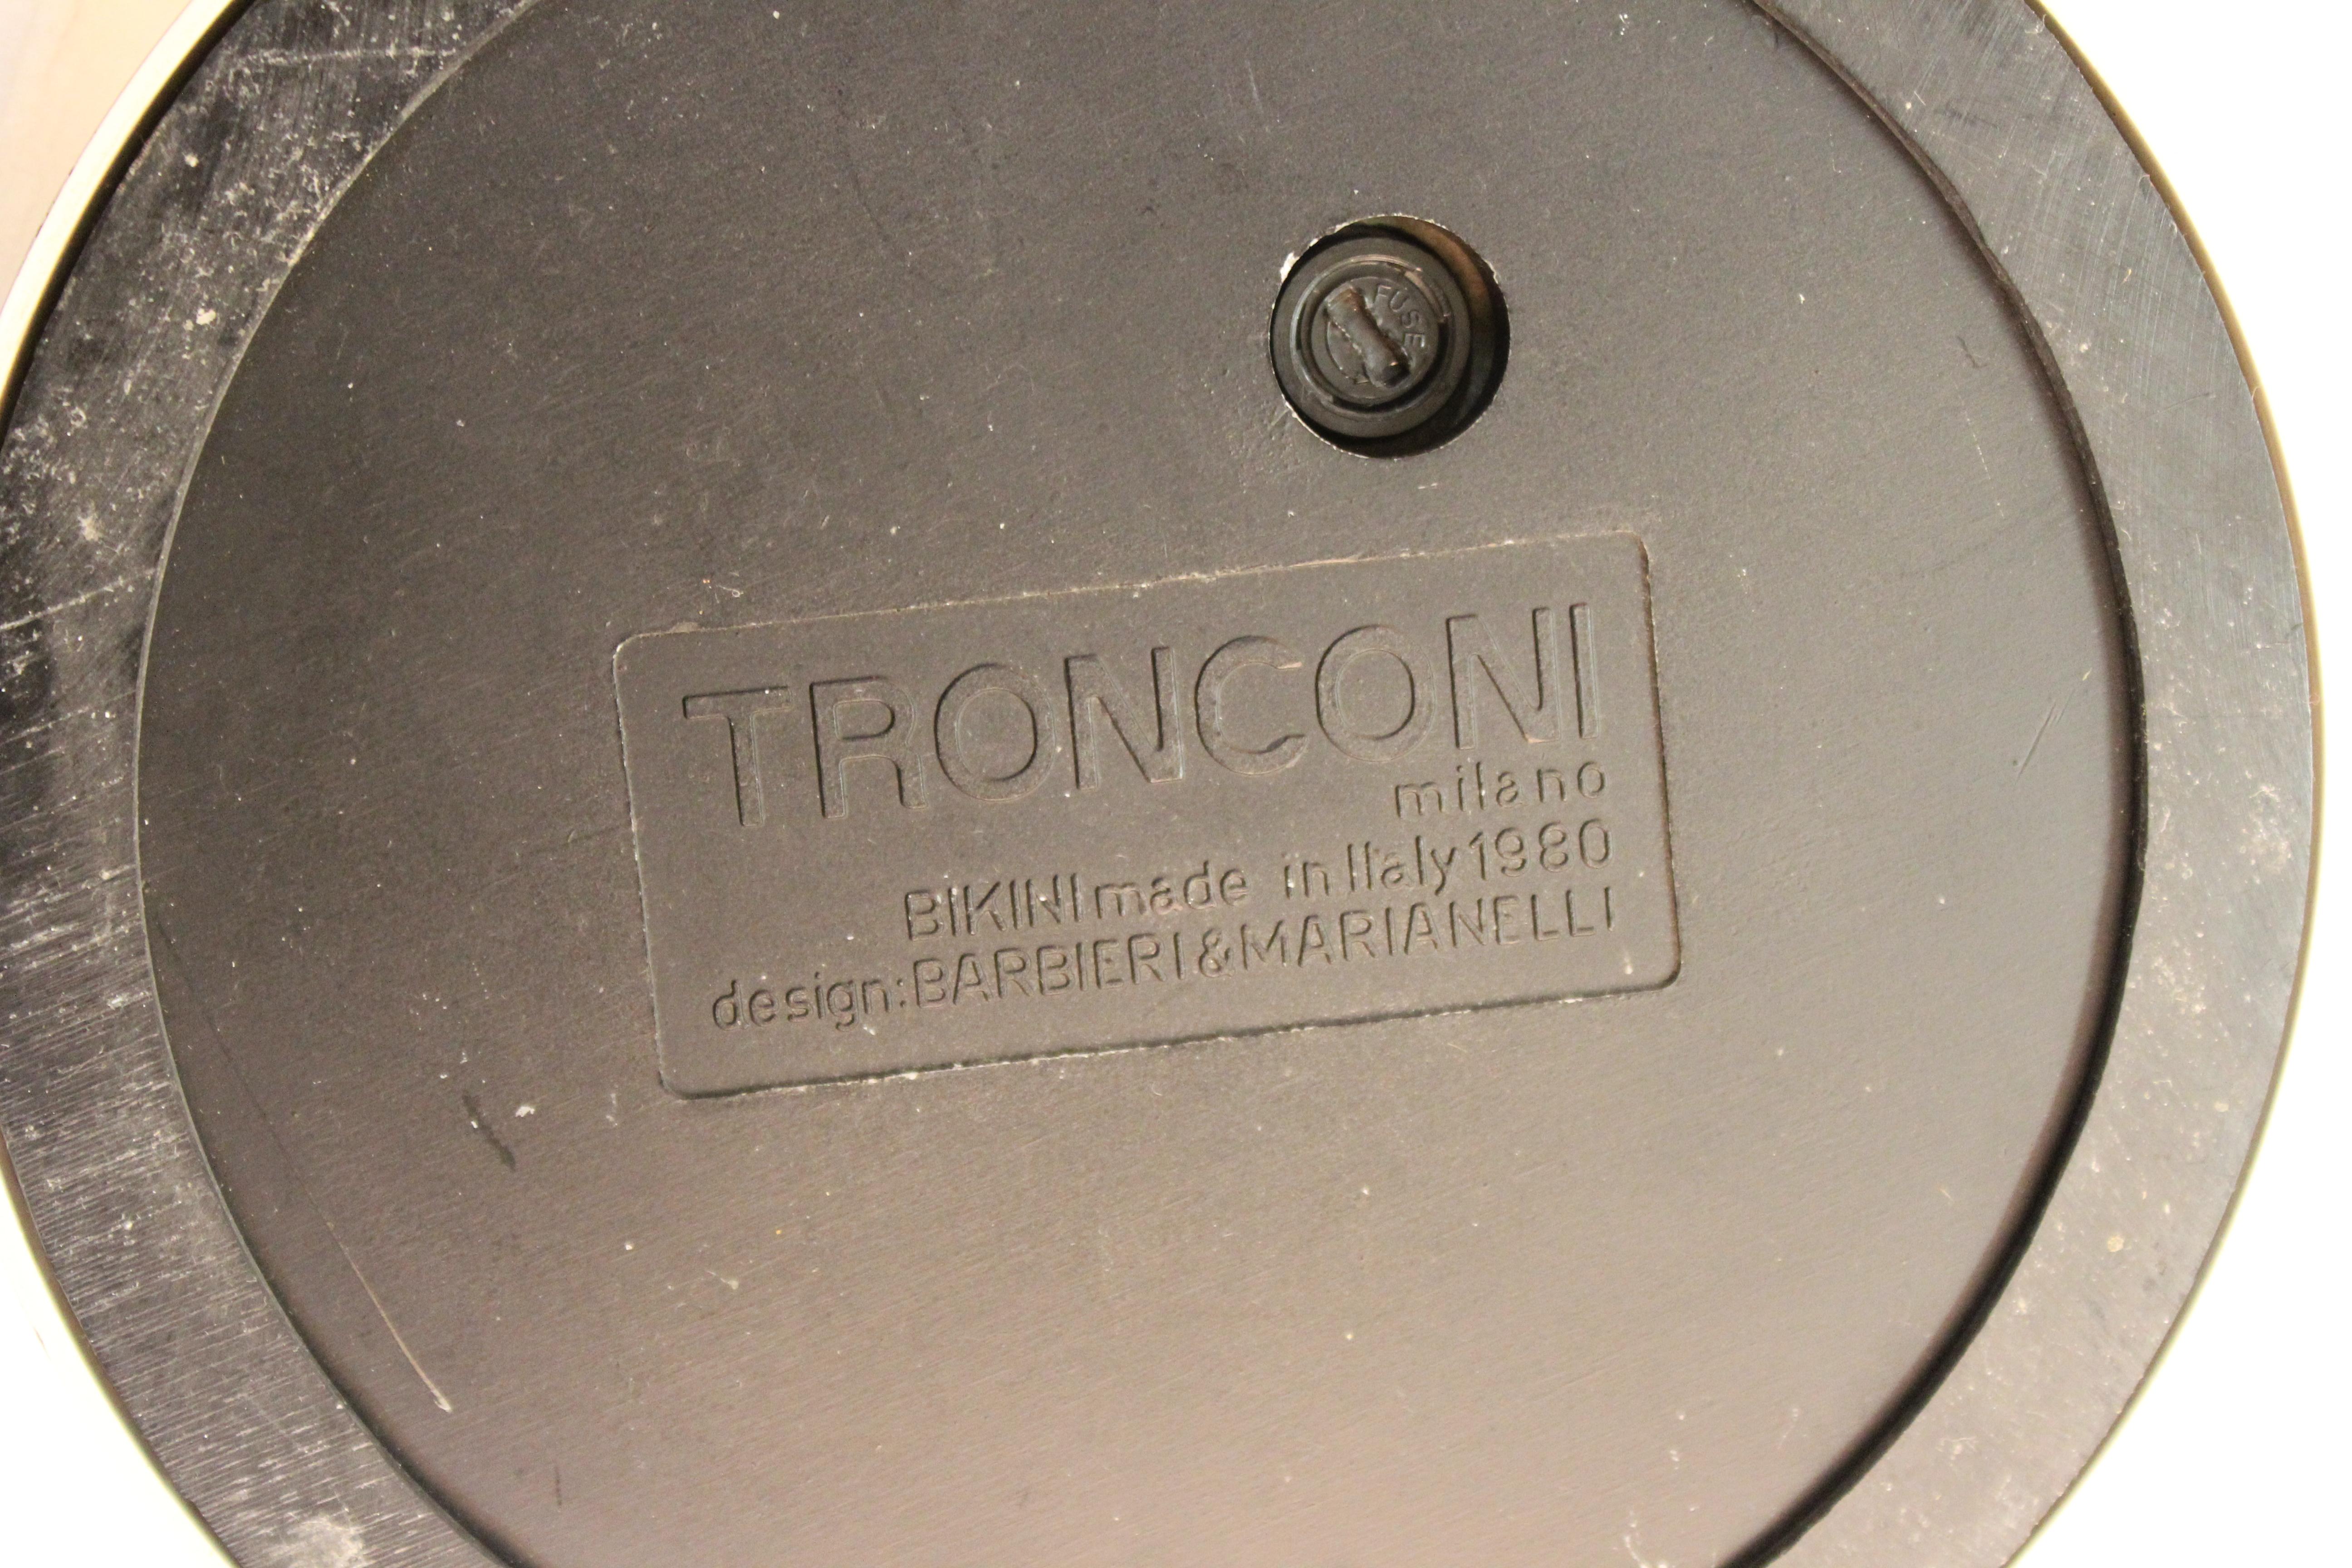 FUSE
TRONCONI
milano
BIKINI made in Italy 1980
design: BARBIERI & MARIANELLI